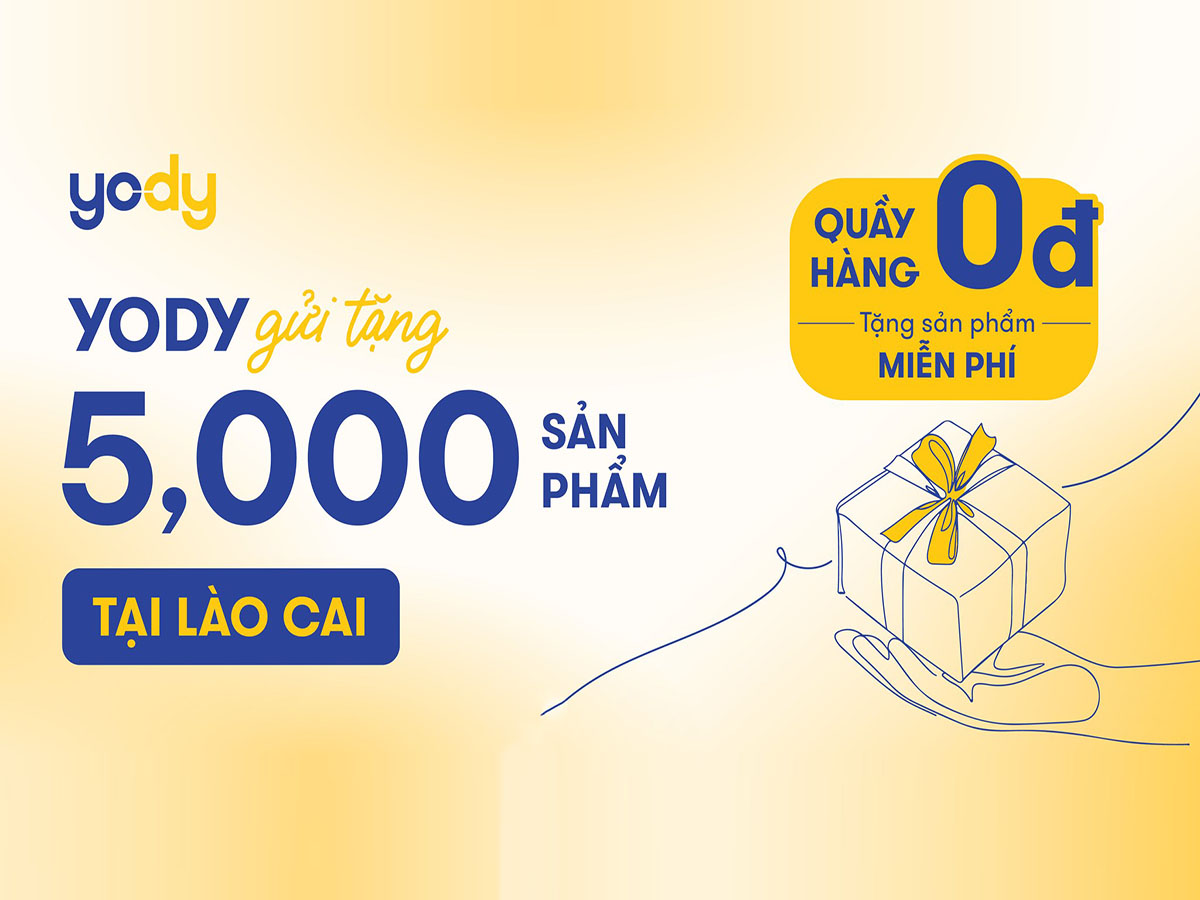 yody
YODY gửi tặng
5,000 SẢN PHẨM
TẠI LÀO CAI
QUẦY HÀNG 0đ
Tặng sản phẩm
MIỄN PHÍ